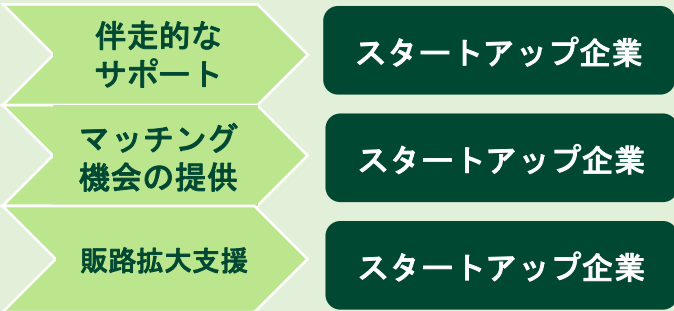 伴走的な
サポート
スタートアップ企業
マッチング
機会の提供
スタートアップ企業
販路拡大支援
スタートアップ企業